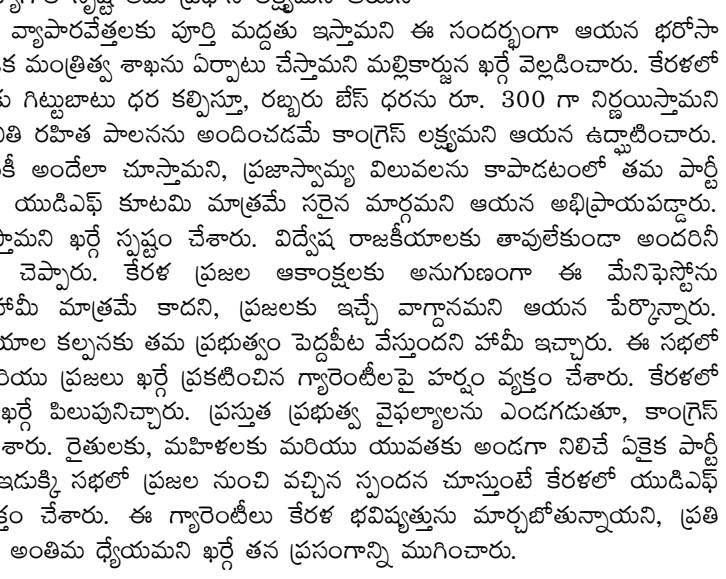 వ్యాపారవేత్తలకు పూర్తి మద్దతు ఇస్తామని ఈ సందర్భంగా ఆయన భరోసా
మంత్రిత్వ శాఖను ఏర్పాటు చేస్తామని మల్లికార్జున ఖర్గే వెల్లడించారు. కేరళలో
గిట్టుబాటు ధర కల్పిస్తూ, రబ్బరు బేస్ ధరను రూ. 300 గా నిర్ణయిస్తామని
రహిత పాలనను అందించడమే కాంగ్రెస్ లక్ష్యమని ఆయన ఉద్ఘాటించారు.
అందేలా చూస్తామని, ప్రజాస్వామ్య విలువలను కాపాడటంలో తమ పార్టీ
యుడిఎఫ్ కూటమి మాత్రమే సరైన మార్గమని ఆయన అభిప్రాయపడ్డారు.
ఖర్గే స్పష్టం చేశారు. విద్వేష రాజకీయాలకు తావులేకుండా అందరినీ
చెప్పారు. కేరళ ప్రజల ఆకాంక్షలకు అనుగుణంగా ఈ మేనిఫెస్టోను
హామీ మాత్రమే కాదని, ప్రజలకు ఇచ్చే వాగ్దానమని ఆయన పేర్కొన్నారు.
కల్పనకు తమ ప్రభుత్వం పెద్దపీట వేస్తుందని హామీ ఇచ్చారు. ఈ సభలో
ప్రజలు ఖర్గే ప్రకటించిన గ్యారెంటీలపై హర్షం వ్యక్తం చేశారు. కేరళలో
ఖర్గే పిలుపునిచ్చారు. ప్రస్తుత ప్రభుత్వ వైఫల్యాలను ఎండగడుతూ, కాంగ్రెస్
రైతులకు, మహిళలకు మరియు యువతకు అండగా నిలిచే ఏకైక పార్టీ
ఇడుక్కి సభలో ప్రజల నుంచి వచ్చిన స్పందన చూస్తుంటే కేరళలో యుడిఎఫ్
చేశారు. ఈ గ్యారెంటీలు కేరళ భవిష్యత్తును మార్చబోతున్నాయని, ప్రతి
అంతిమ ధ్యేయమని ఖర్గే తన ప్రసంగాన్ని ముగించారు.